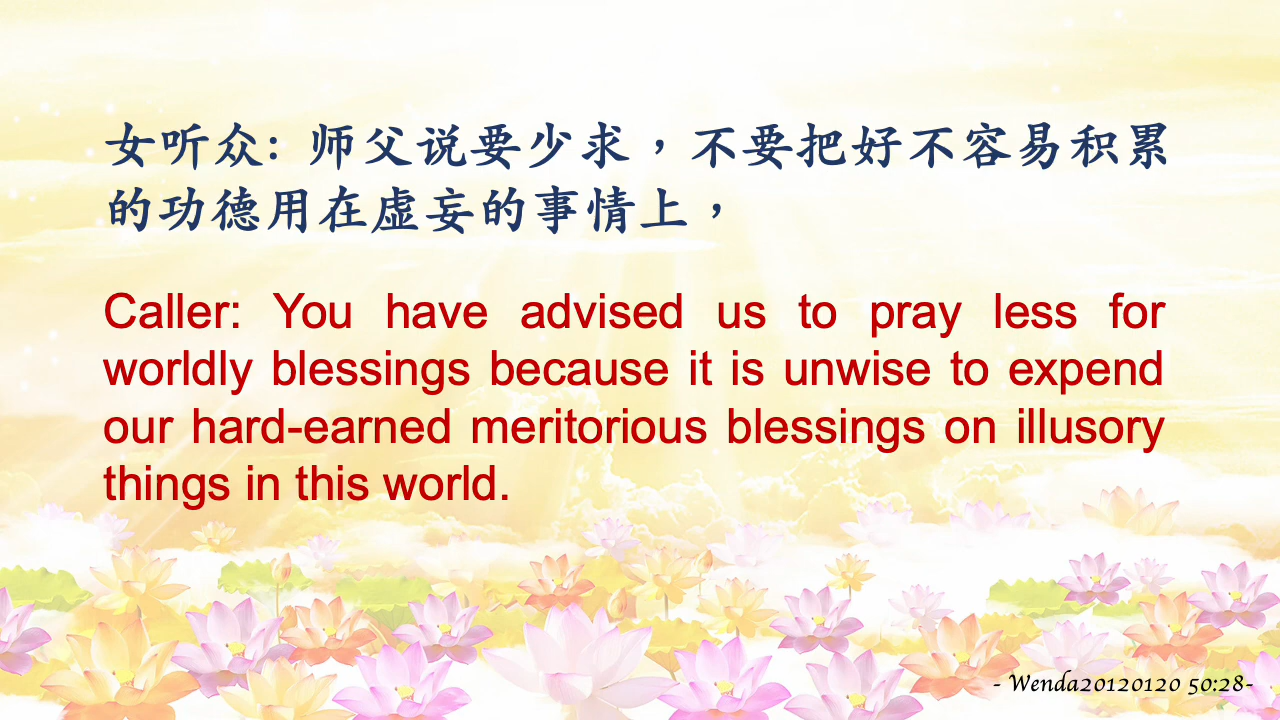 女听众: 师父说要少求，不要把好不容易积累
的功德用在虚妄的事情上，
Caller: You have advised us to pray less for
worldly blessings because it is unwise to expend
our hard-earned meritorious blessings on illusory
things in this world.
- Wenda20120120 50:28-